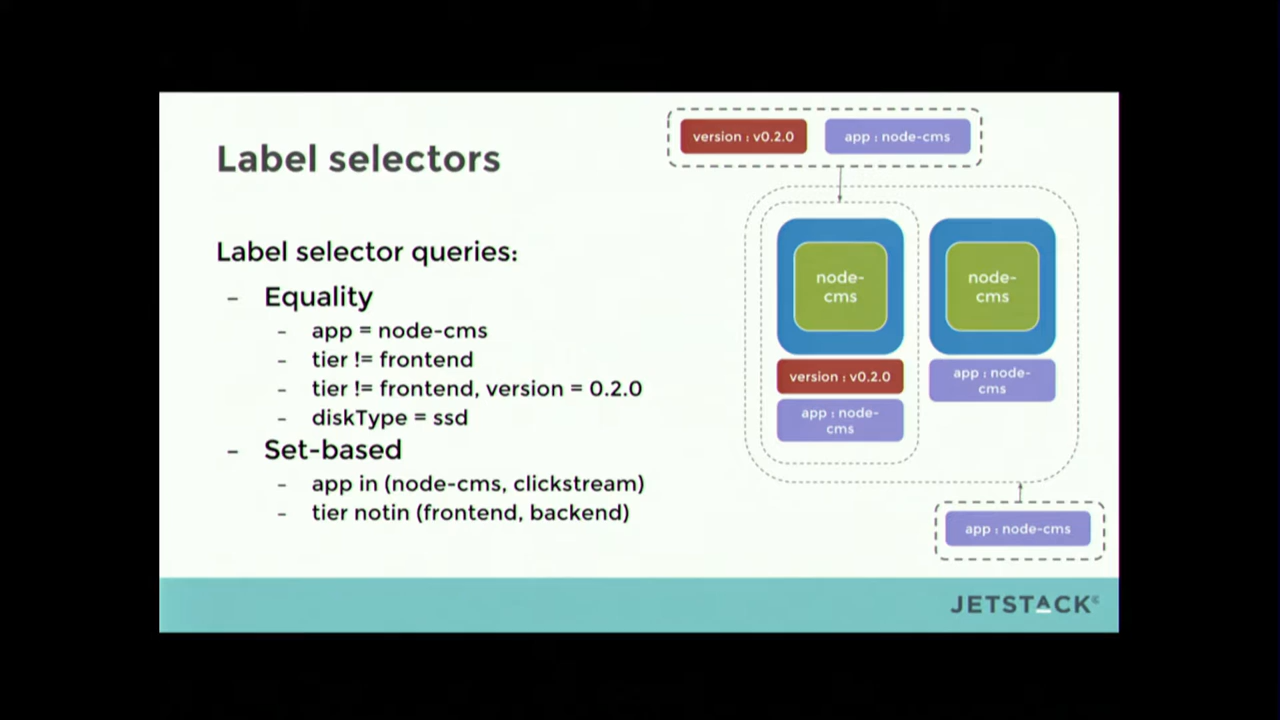 Label selectors
Label selector queries:
- Equality
- app = node-cms
- tier != frontend
- tier != frontend, version = 0.2.0
- diskType = ssd
- Set-based
- app in (node-cms, clickstream)
- tier notin (frontend, backend)
version : v0.2.0
app : node-cms
node-
cms
node-
cms
version : v0.2.0
app : node-
cms
app : node-
cms
app : node-cms
JETSTACK